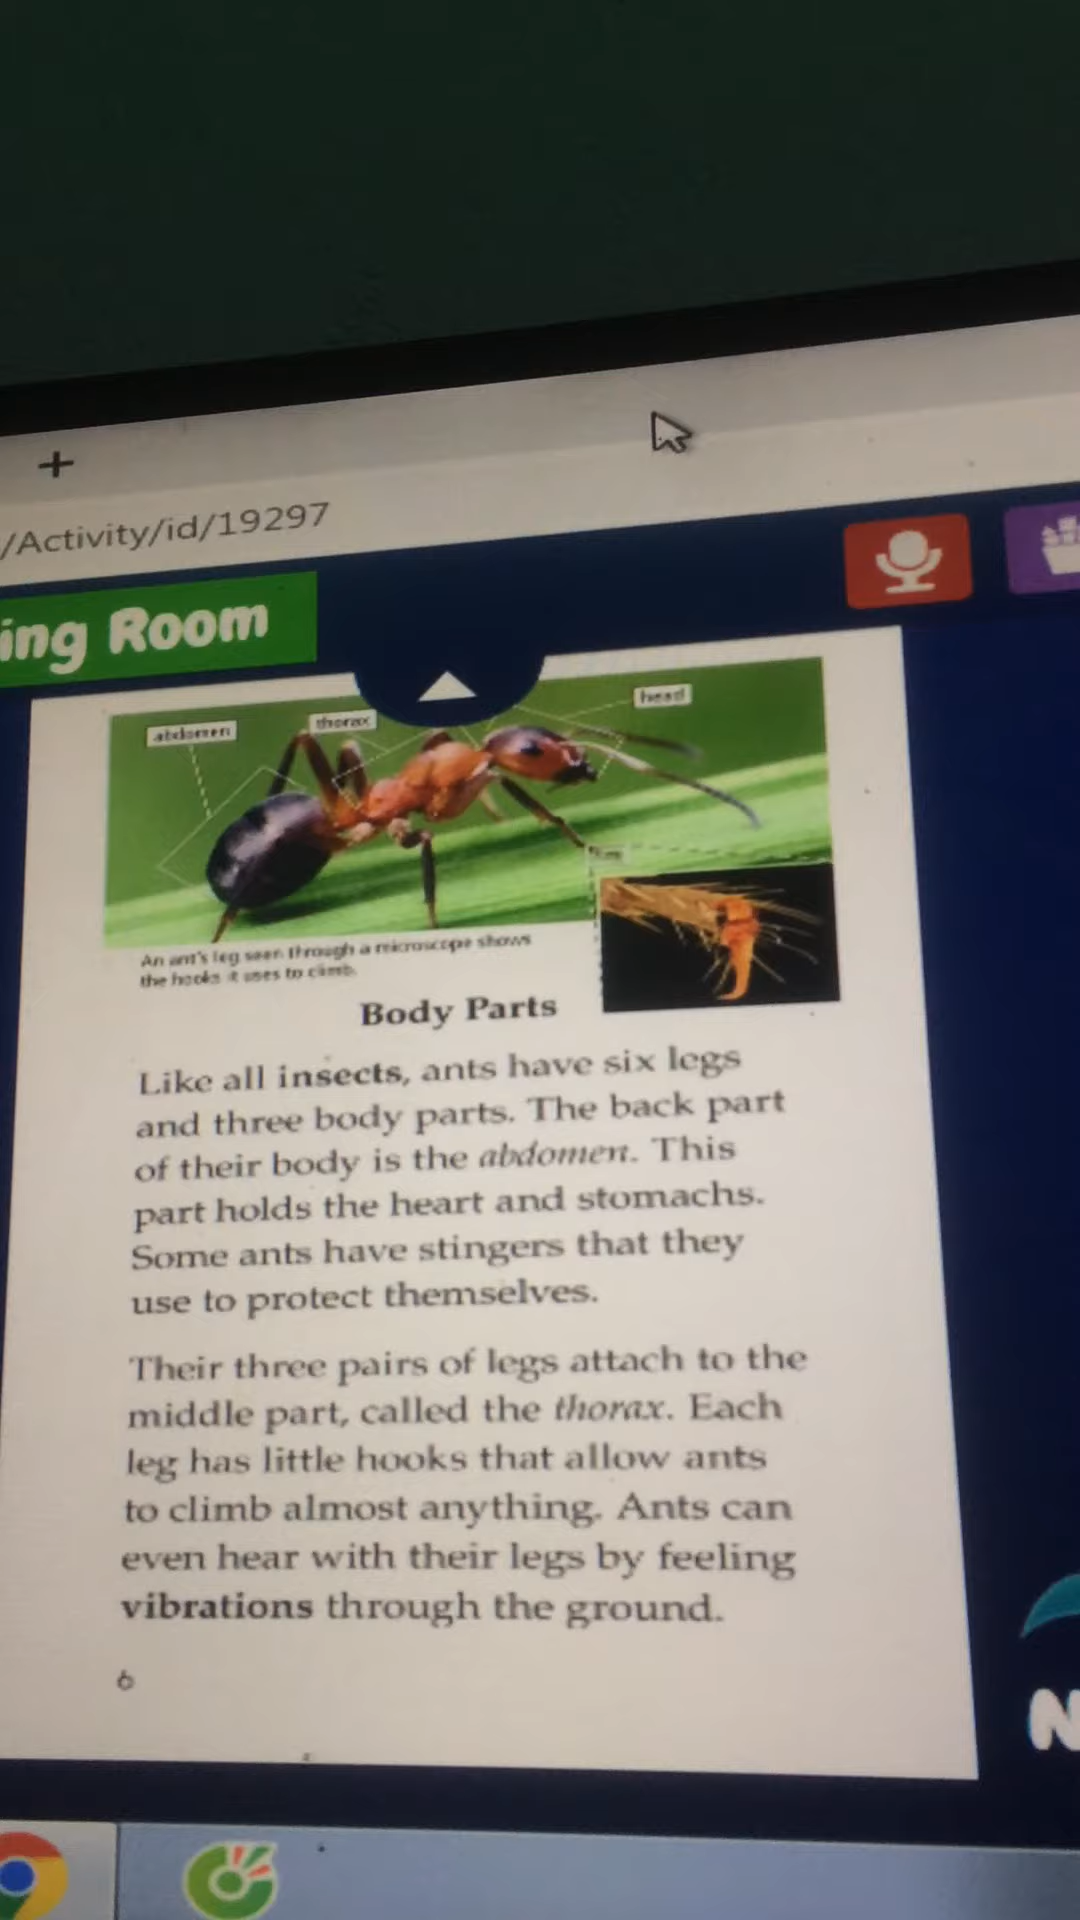 +
/Activity/id/19297
ing Room
abdomen
thorax
head
An ant's leg seen through a microscope shows
the hooks it uses to climb.
Body Parts
Like all insects, ants have six legs
and three body parts. The back part
of their body is the abdomen. This
part holds the heart and stomachs.
Some ants have stingers that they
use to protect themselves.
Their three pairs of legs attach to the
middle part, called the thorax. Each
leg has little hooks that allow ants
to climb almost anything. Ants can
even hear with their legs by feeling
vibrations through the ground.
6
N